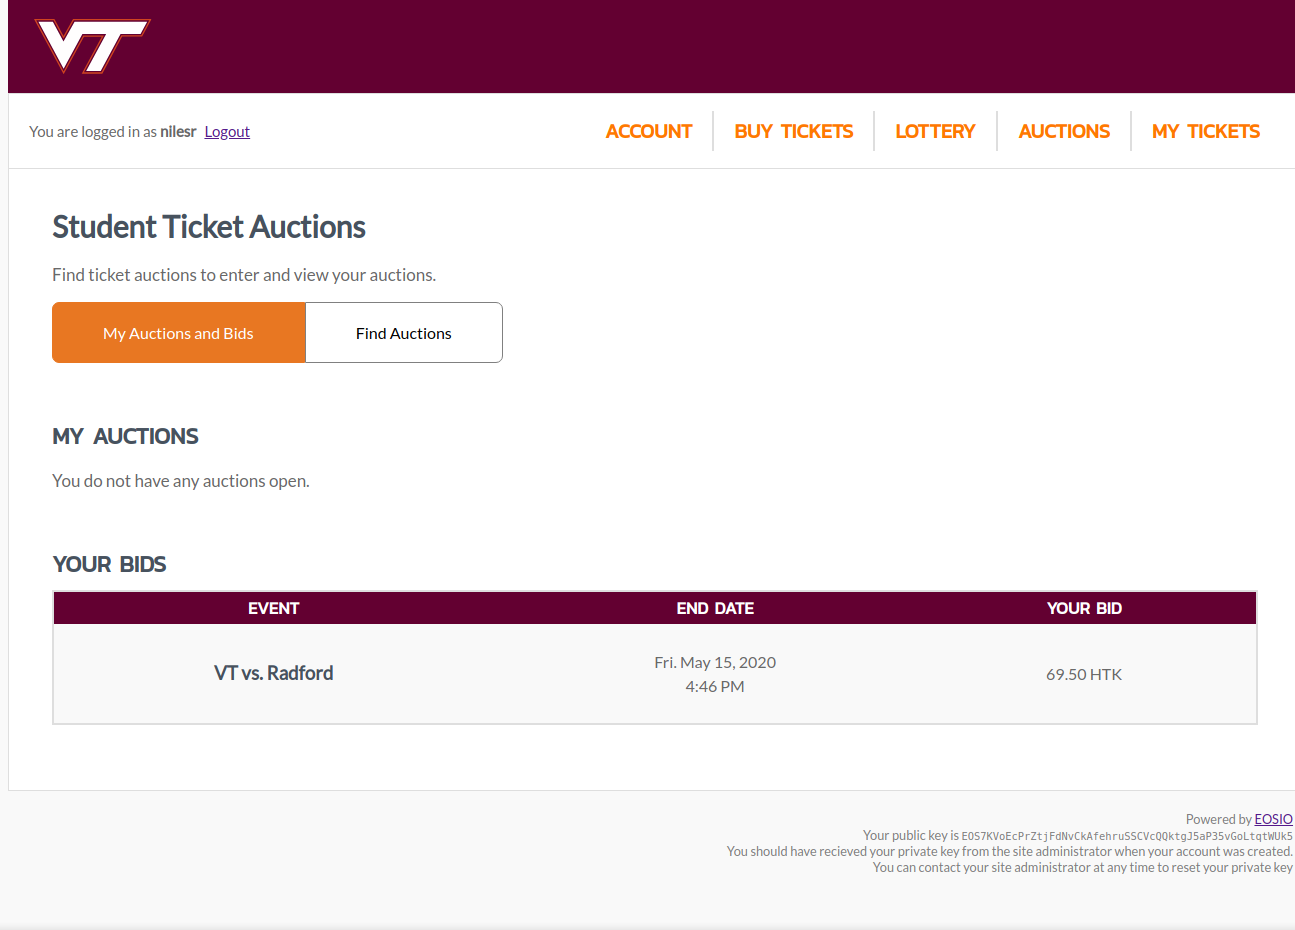 VT
You are logged in as nilesr Logout
ACCOUNT
BUY TICKETS
LOTTERY
AUCTIONS
MY TICKETS
Student Ticket Auctions
Find ticket auctions to enter and view your auctions.
My Auctions and Bids
Find Auctions
MY AUCTIONS
You do not have any auctions open.
YOUR BIDS
EVENT
END DATE
YOUR BID
VT vs. Radford
Fri. May 15, 2020
4:46 PM
69.50 HTK
Powered by EOSIO
Your public key is EOS7KVoEcPrZtjFdNvCkAfehruSSCVcQQktgJ5aP35vGoLtqtWUk5
You should have recieved your private key from the site administrator when your account was created.
You can contact your site administrator at any time to reset your private key